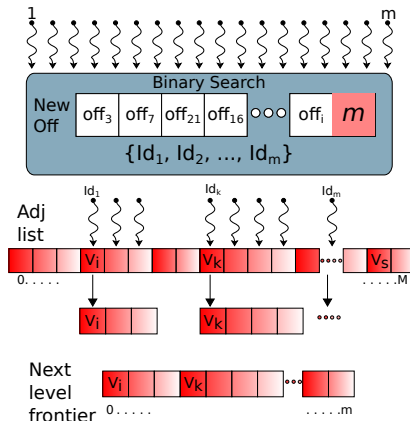 1 m
Binary Search
New Off off₃ off₇ off₂₁ off₁₆ offᵢ m
{Id₁, Id₂, ..., Idₘ}
Id₁ Idₖ Idₘ
Adj list
Vᵢ Vₖ Vₛ
0..... .....M
Vᵢ Vₖ
Next level frontier
Vᵢ Vₖ
0..... .....m